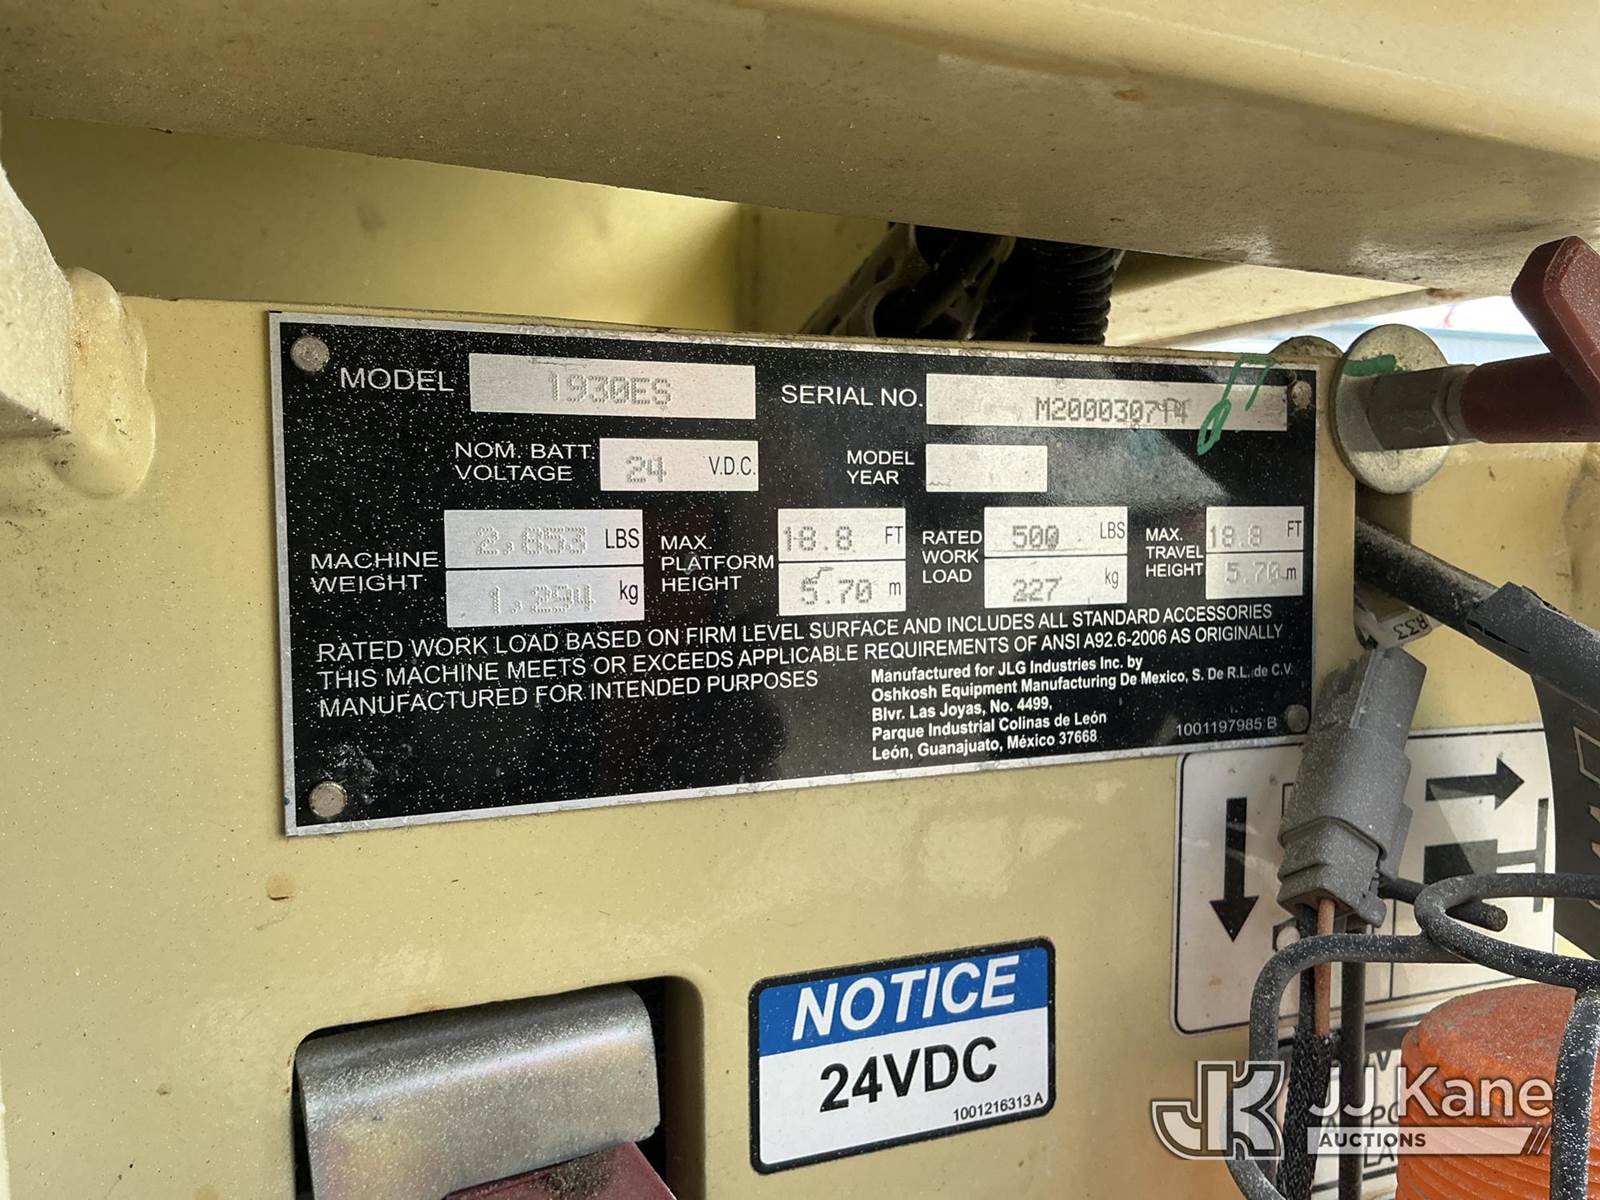 MODEL 1930ES
SERIAL NO. M200030714
NOM. BATT. VOLTAGE 24 V.D.C.
MODEL YEAR
MACHINE WEIGHT 2,853 LBS
1,294 kg
MAX. PLATFORM HEIGHT 18.8 FT
5.70 m
RATED WORK LOAD 500 LBS
227 kg
MAX. TRAVEL HEIGHT 18.8 FT
5.70 m
RATED WORK LOAD BASED ON FIRM LEVEL SURFACE AND INCLUDES ALL STANDARD ACCESSORIES
THIS MACHINE MEETS OR EXCEEDS APPLICABLE REQUIREMENTS OF ANSI A92.6-2006 AS ORIGINALLY
MANUFACTURED FOR INTENDED PURPOSES
Manufactured for JLG Industries Inc. by
Oshkosh Equipment Manufacturing De Mexico, S. De R.L. de C.V.
Blvr. Las Joyas, No. 4499,
Parque Industrial Colinas de León
León, Guanajuato, México 37668
1001197985 B
B33
NOTICE
24VDC
1001216313 A
JK JJ Kane
AUCTIONS